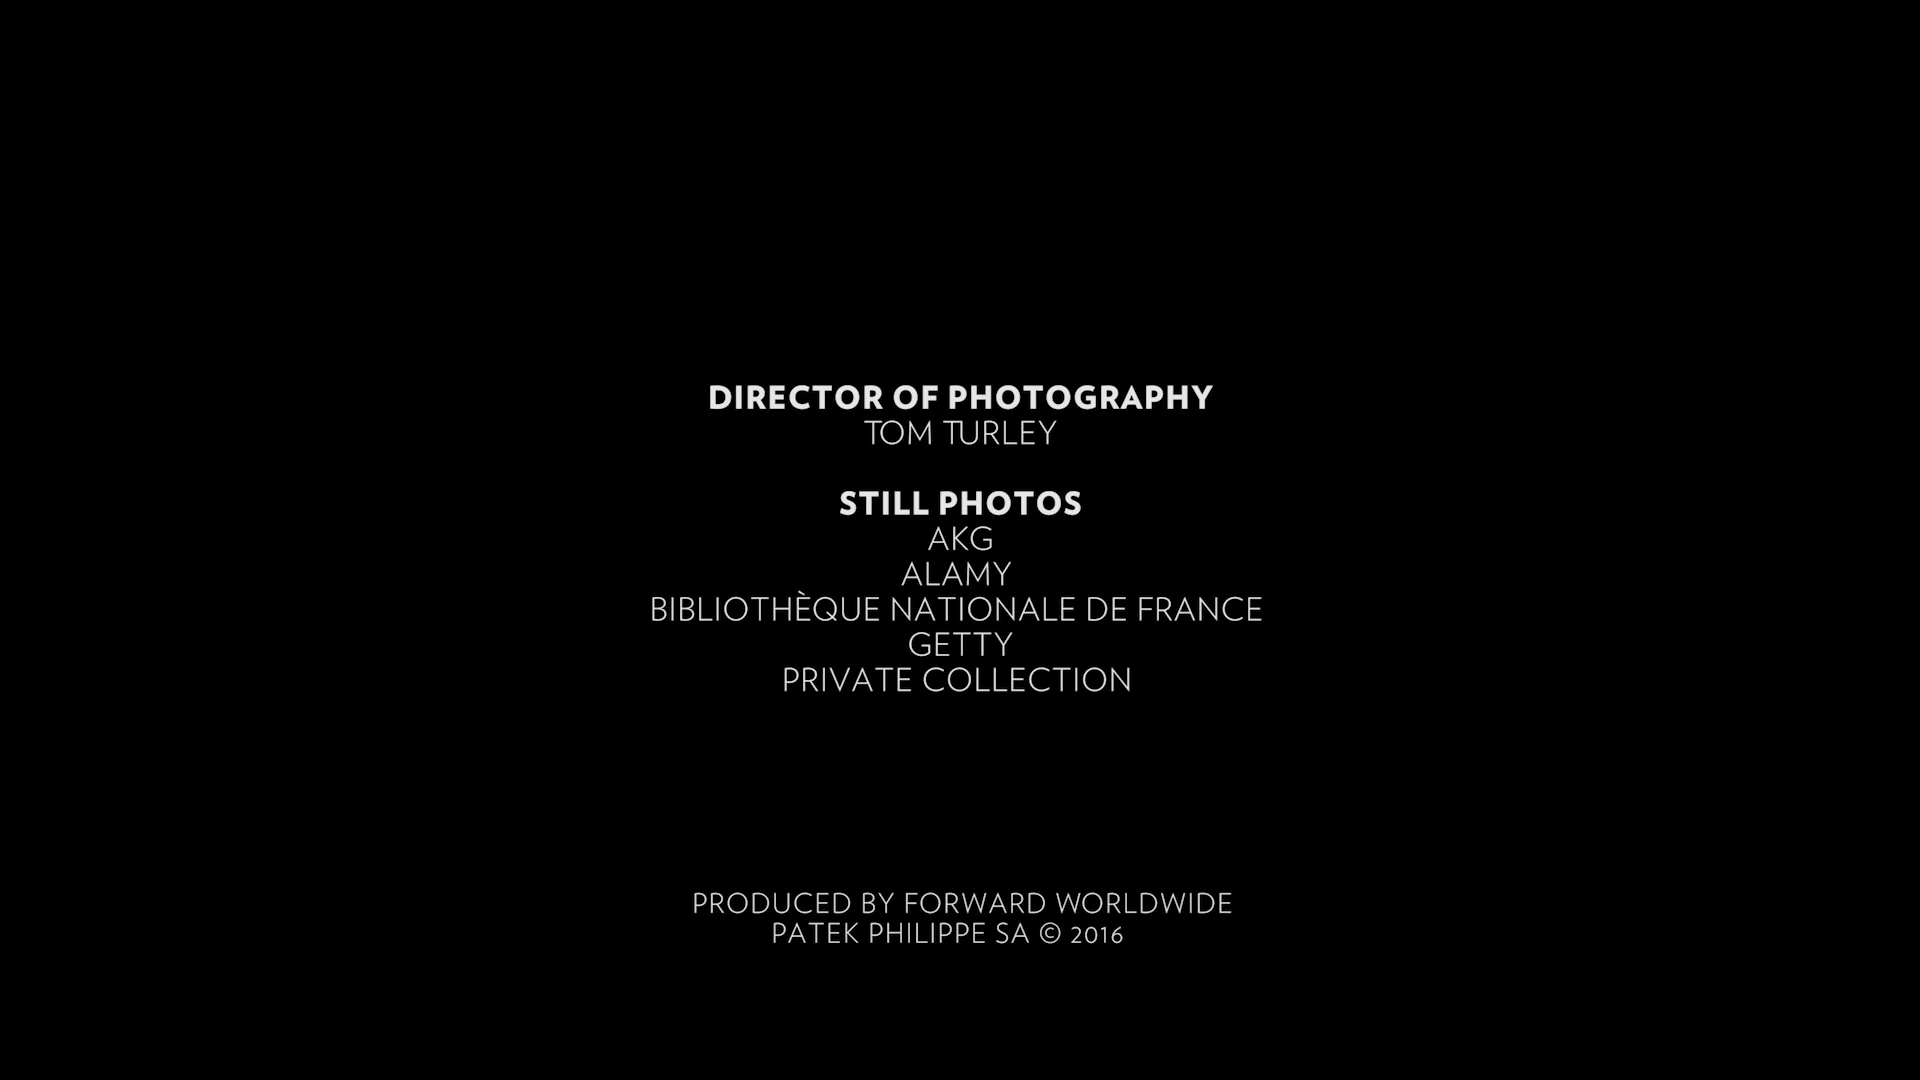 DIRECTOR OF PHOTOGRAPHY
TOM TURLEY
STILL PHOTOS
AKG
ALAMY
BIBLIOTHÈQUE NATIONALE DE FRANCE
GETTY
PRIVATE COLLECTION
PRODUCED BY FORWARD WORLDWIDE
PATEK PHILIPPE SA © 2016